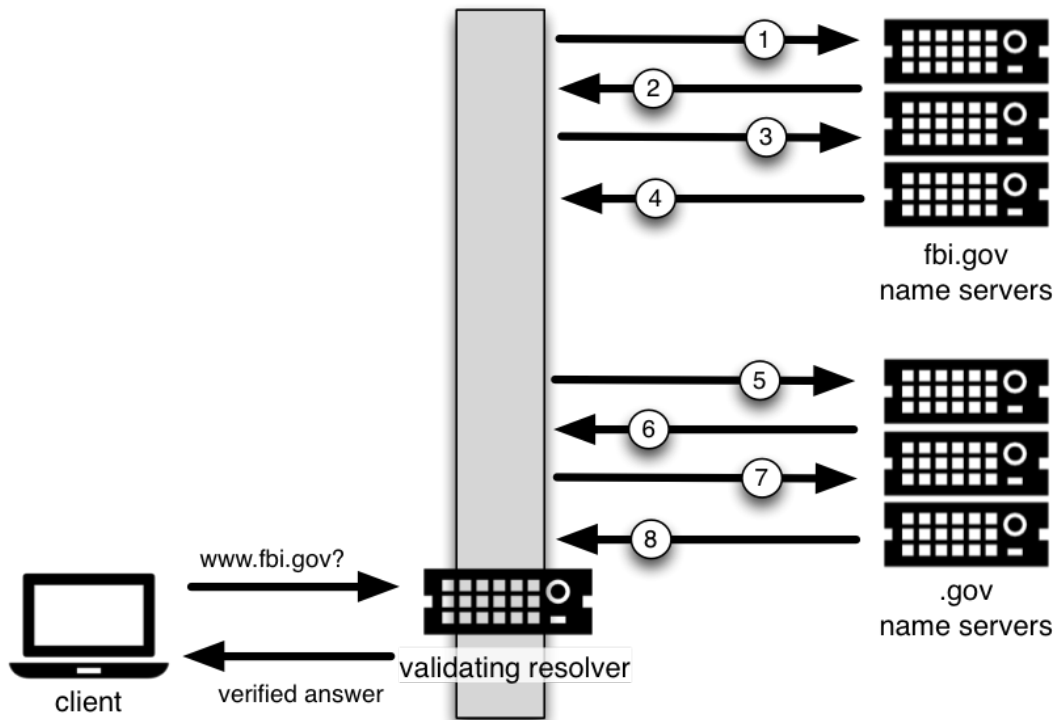 1
2
3
4
fbi.gov
name servers
5
6
7
8
.gov
name servers
www.fbi.gov?
validating resolver
verified answer
client